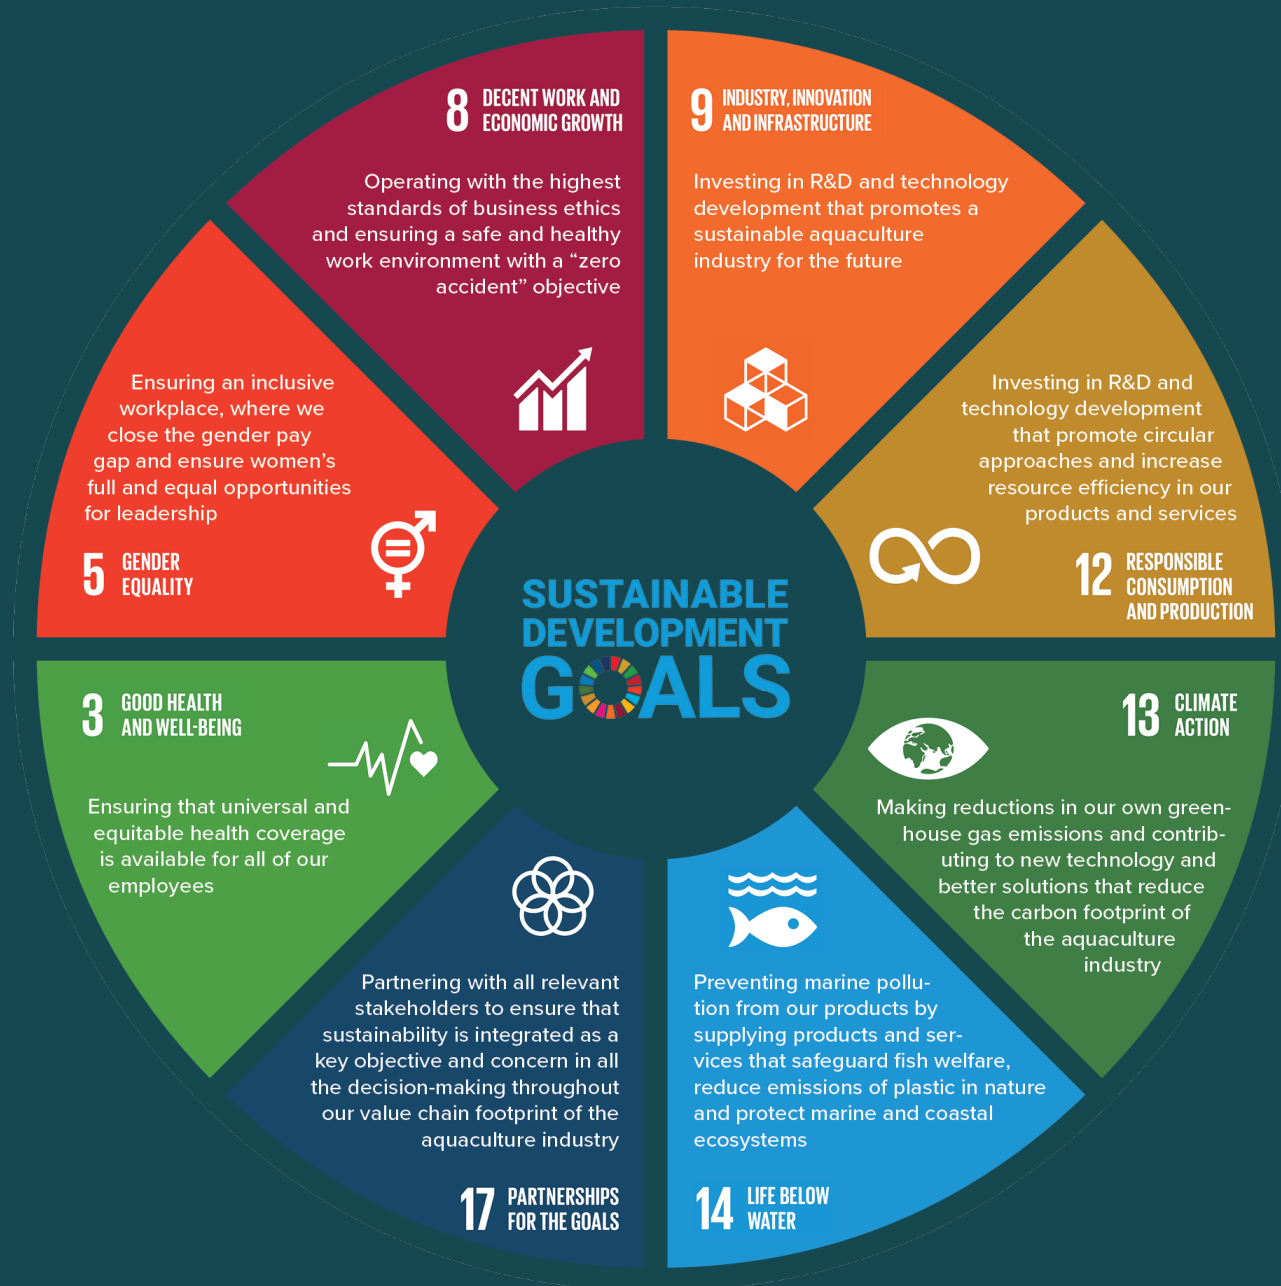 8 DECENT WORK AND
ECONOMIC GROWTH
Operating with the highest
standards of business ethics
and ensuring a safe and healthy
work environment with a “zero
accident” objective
9 INDUSTRY, INNOVATION
AND INFRASTRUCTURE
Investing in R&D and technology
development that promotes a
sustainable aquaculture
industry for the future
Investing in R&D and
technology development
that promote circular
approaches and increase
resource efficiency in our
products and services
12 RESPONSIBLE
CONSUMPTION
AND PRODUCTION
13 CLIMATE
ACTION
Making reductions in our own green-
house gas emissions and contrib-
uting to new technology and
better solutions that reduce
the carbon footprint of
the aquaculture
industry
Preventing marine pollu-
tion from our products by
supplying products and ser-
vices that safeguard fish welfare,
reduce emissions of plastic in nature
and protect marine and coastal
ecosystems
14 LIFE BELOW
WATER
Partnering with all relevant
stakeholders to ensure that
sustainability is integrated as a
key objective and concern in all
the decision-making throughout
our value chain footprint of the
aquaculture industry
17 PARTNERSHIPS
FOR THE GOALS
3 GOOD HEALTH
AND WELL-BEING
Ensuring that universal and
equitable health coverage
is available for all of our
employees
Ensuring an inclusive
workplace, where we
close the gender pay
gap and ensure women’s
full and equal opportunities
for leadership
5 GENDER
EQUALITY
SUSTAINABLE
DEVELOPMENT
GOALS